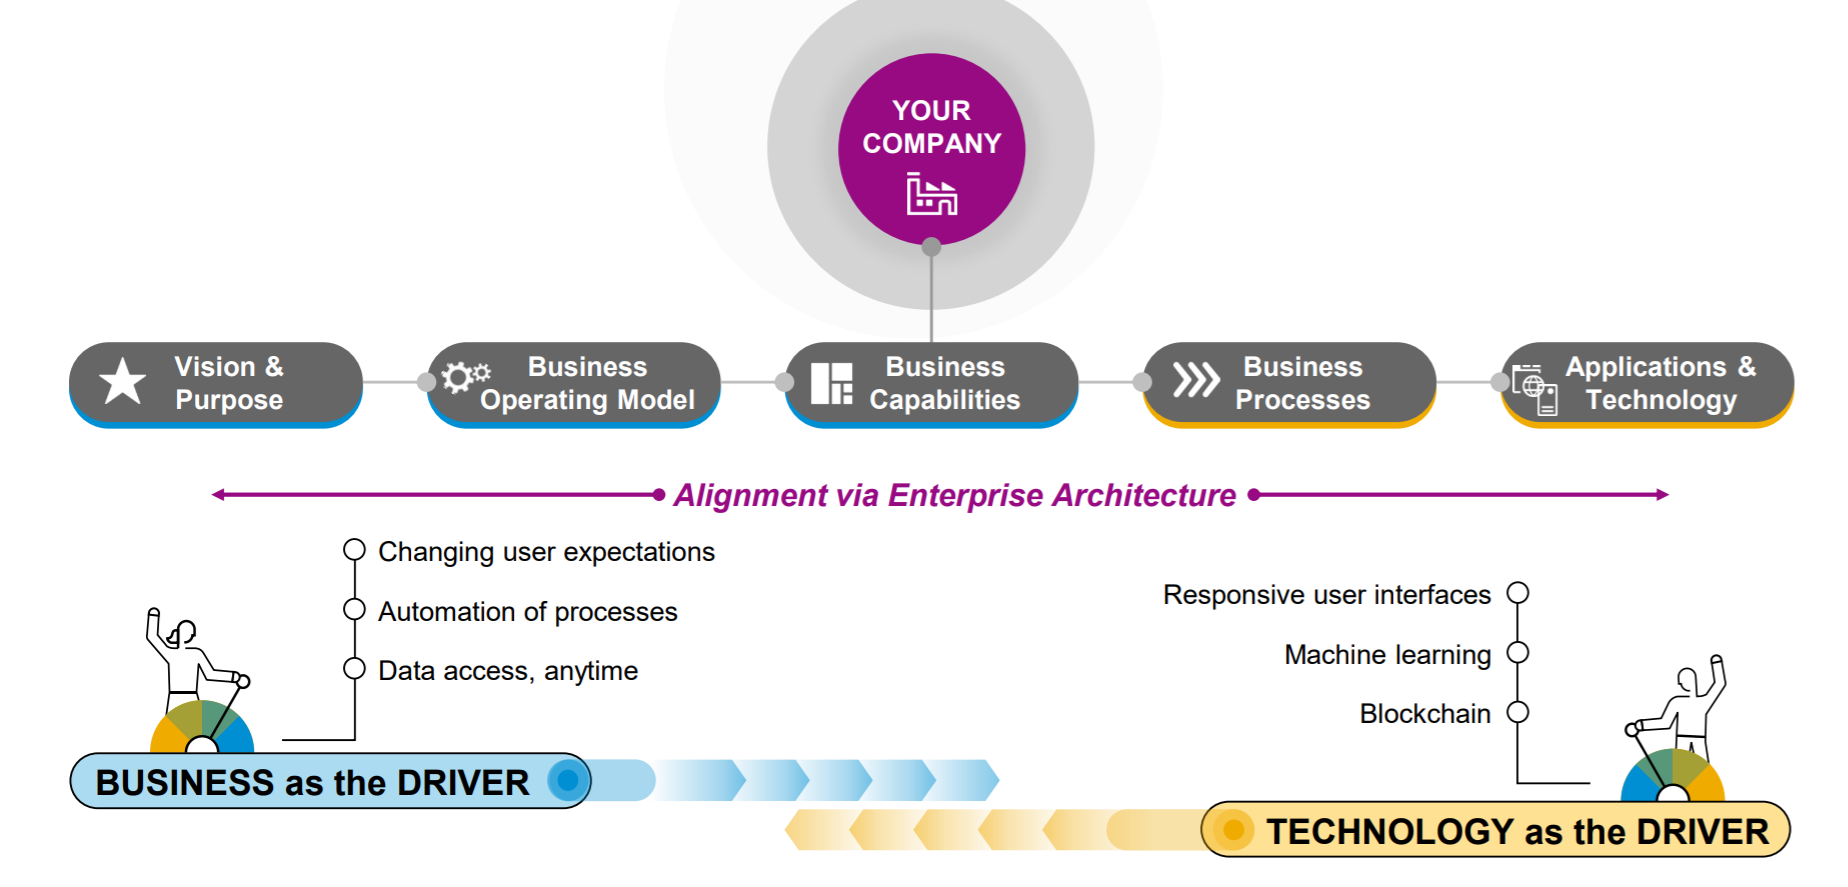 YOUR
COMPANY
Vision &
Purpose
Business
Operating Model
Business
Capabilities
Business
Processes
Applications &
Technology
Alignment via Enterprise Architecture
Changing user expectations
Automation of processes
Data access, anytime
Responsive user interfaces
Machine learning
Blockchain
BUSINESS as the DRIVER
TECHNOLOGY as the DRIVER